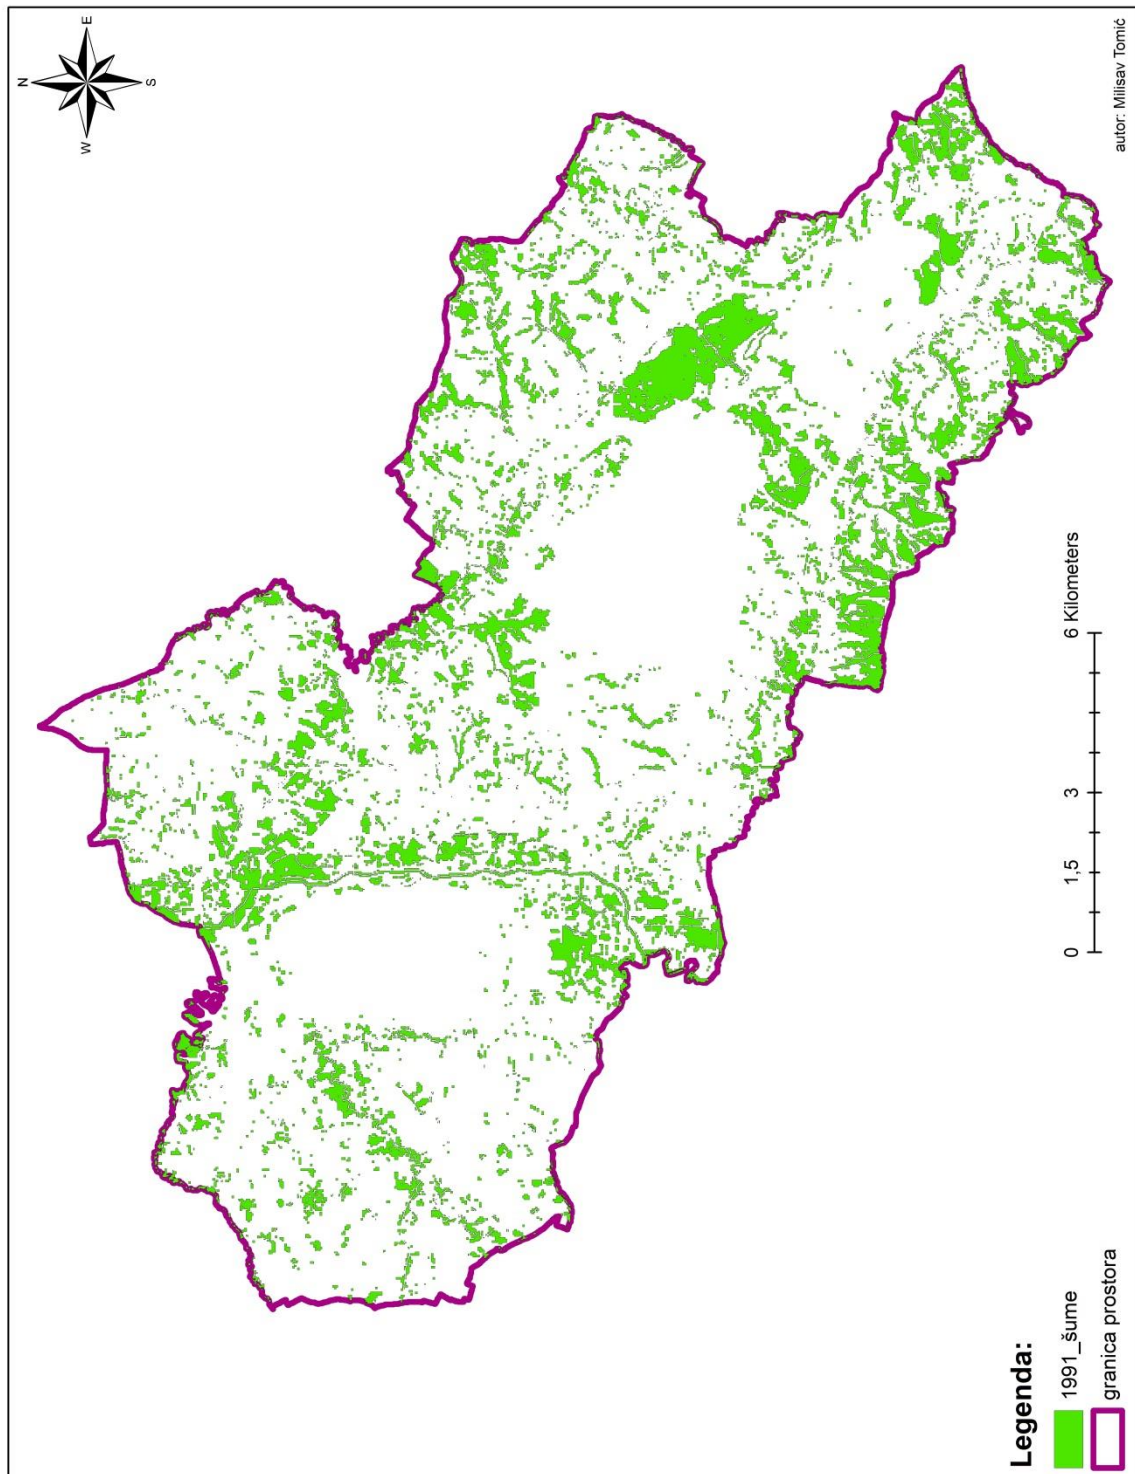 N
W
E
S
Legenda:
1991_šume
granica prostora
0 1,5 3 6 Kilometers
autor: Milisav Tomić